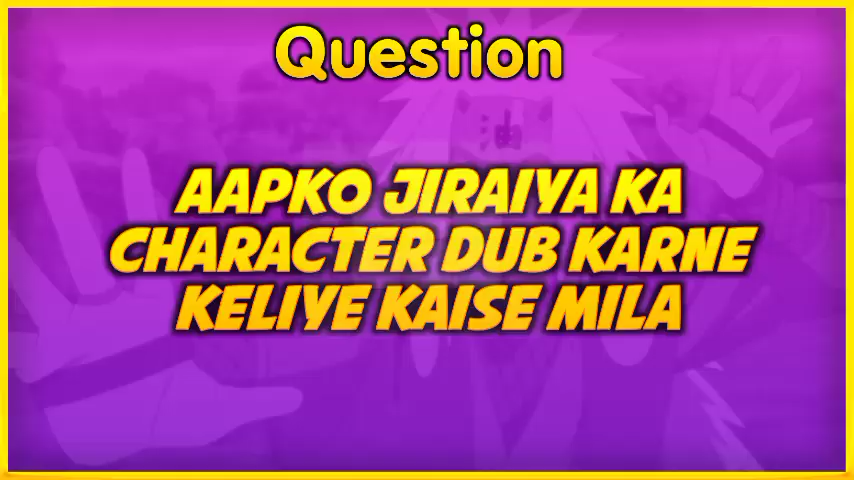 Question
AAPKO JIRAIYA KA
CHARACTER DUB KARNE
KELIYE KAISE MILA